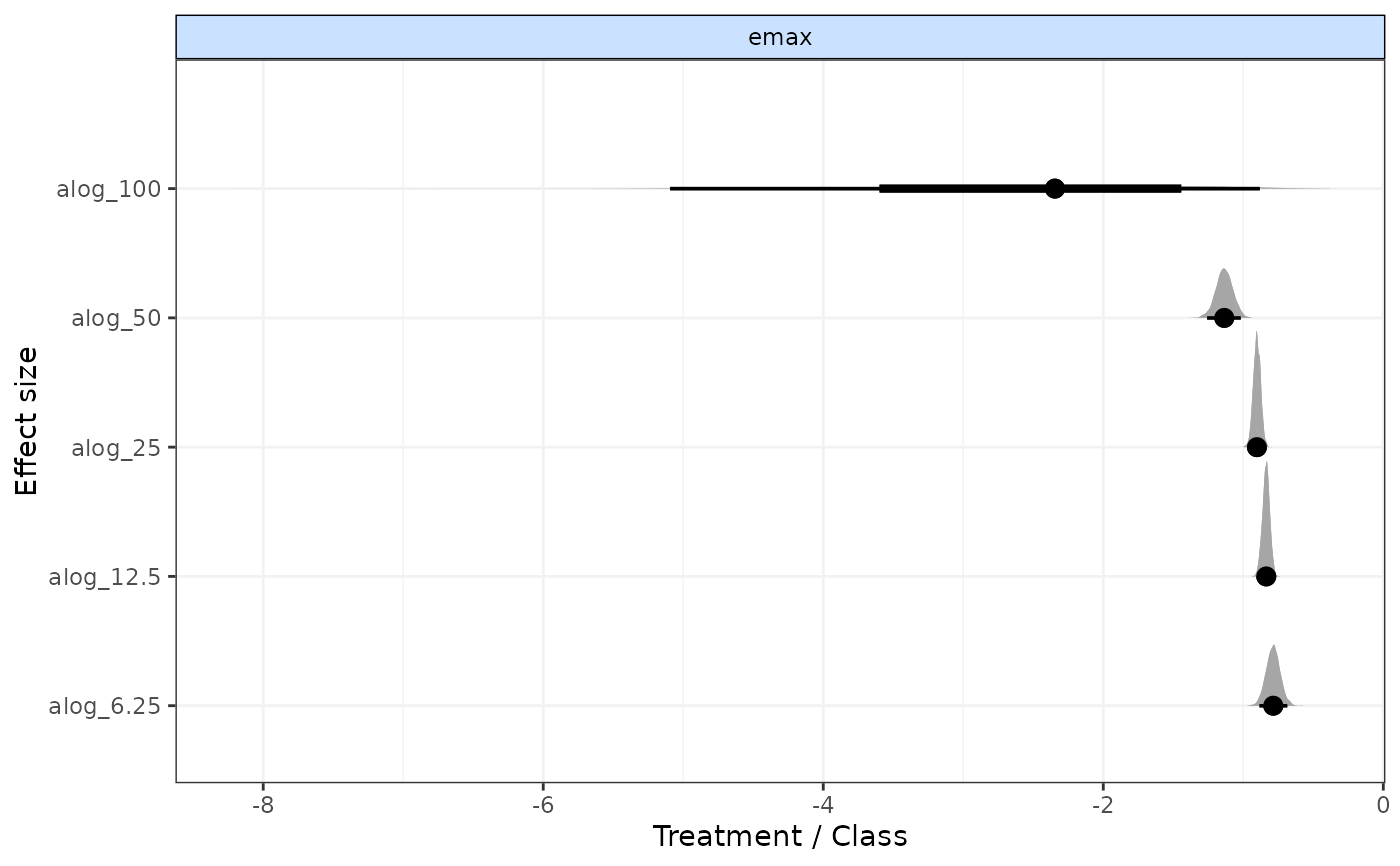 emax
alog_100
alog_50
alog_25
alog_12.5
alog_6.25
Effect size
-8 -6 -4 -2 0
Treatment / Class